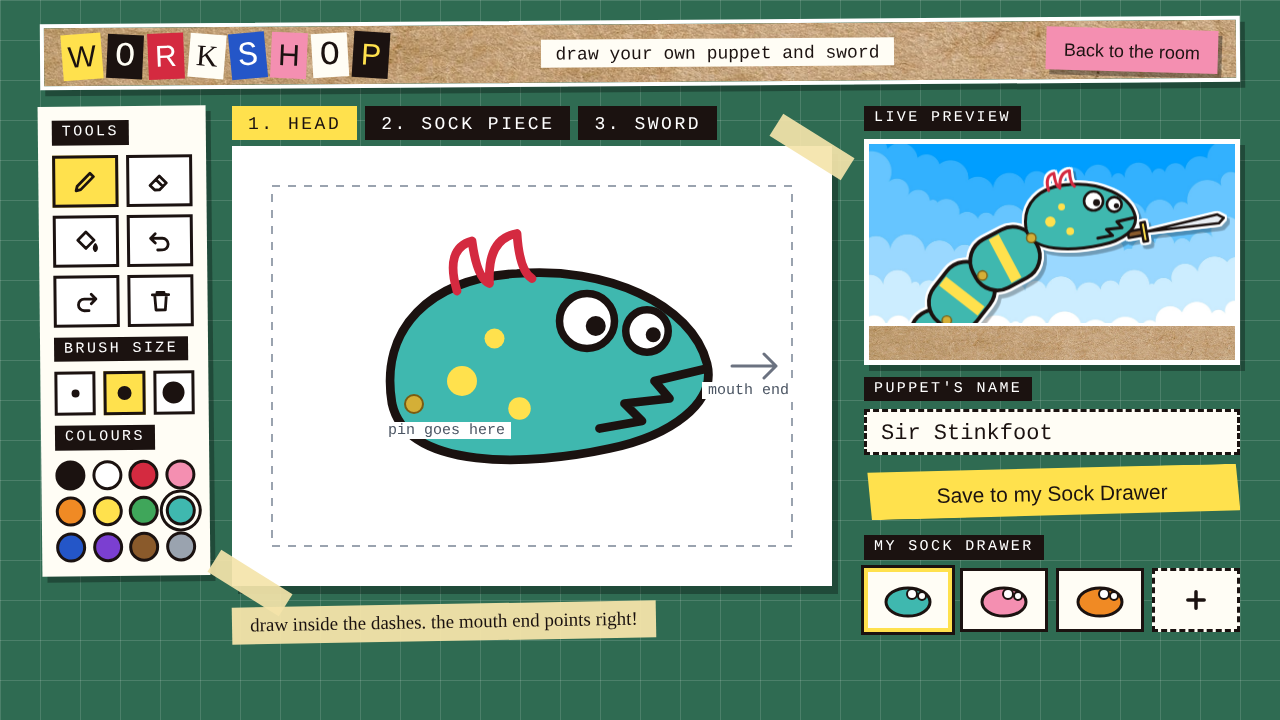 WORKSHOP
draw your own puppet and sword
Back to the room
TOOLS
BRUSH SIZE
COLOURS
1. HEAD
2. SOCK PIECE
3. SWORD
mouth end
pin goes here
draw inside the dashes. the mouth end points right!
LIVE PREVIEW
PUPPET'S NAME
Sir Stinkfoot
Save to my Sock Drawer
MY SOCK DRAWER